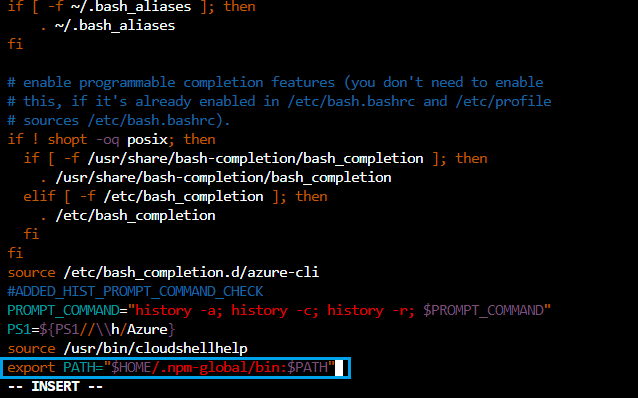 if [ -f ~/.bash_aliases ]; then
    . ~/.bash_aliases
fi
# enable programmable completion features (you don't need to enable
# this, if it's already enabled in /etc/bash.bashrc and /etc/profile
# sources /etc/bash.bashrc).
if ! shopt -oq posix; then
  if [ -f /usr/share/bash-completion/bash_completion ]; then
    . /usr/share/bash-completion/bash_completion
  elif [ -f /etc/bash_completion ]; then
    . /etc/bash_completion
  fi
fi
source /etc/bash_completion.d/azure-cli
#ADDED_HIST_PROMPT_COMMAND_CHECK
PROMPT_COMMAND="history -a; history -c; history -r; $PROMPT_COMMAND"
PS1=${PS1//\\h/Azure}
source /usr/bin/cloudshellhelp
export PATH="$HOME/.npm-global/bin:$PATH"
-- INSERT --